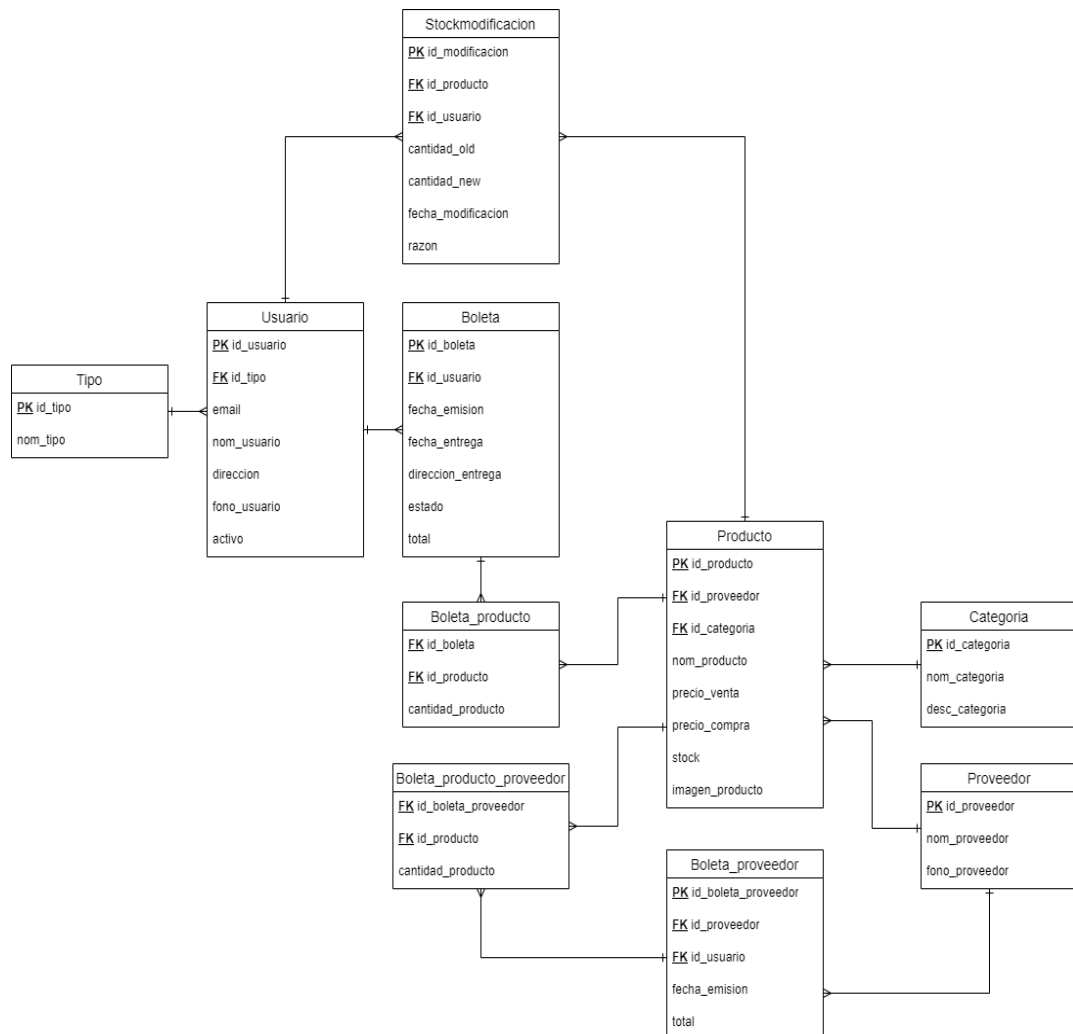 Stockmodificacion
PK id_modificacion
FK id_producto
FK id_usuario
cantidad_old
cantidad_new
fecha_modificacion
razon
Tipo
PK id_tipo
nom_tipo
Usuario
PK id_usuario
FK id_tipo
email
nom_usuario
direccion
fono_usuario
activo
Boleta
PK id_boleta
FK id_usuario
fecha_emision
fecha_entrega
direccion_entrega
estado
total
Boleta_producto
FK id_boleta
FK id_producto
cantidad_producto
Producto
PK id_producto
FK id_proveedor
FK id_categoria
nom_producto
precio_venta
precio_compra
stock
imagen_producto
Categoria
PK id_categoria
nom_categoria
desc_categoria
Boleta_producto_proveedor
FK id_boleta_proveedor
FK id_producto
cantidad_producto
Proveedor
PK id_proveedor
nom_proveedor
fono_proveedor
Boleta_proveedor
PK id_boleta_proveedor
FK id_proveedor
FK id_usuario
fecha_emision
total